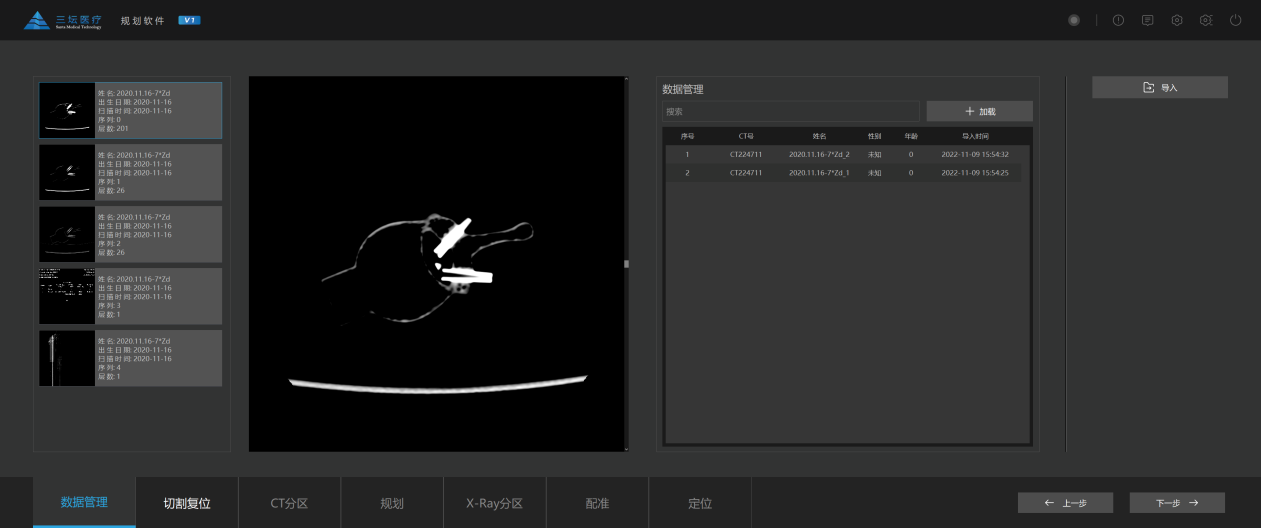 三坛医疗
Santa Medical Technology
规划软件
V1
姓名: 2020.11.16-7*Zd
出生日期: 2020-11-16
扫描时间: 2020-11-16
序列: 0
层数: 201
姓名: 2020.11.16-7*Zd
出生日期: 2020-11-16
扫描时间: 2020-11-16
序列: 1
层数: 26
姓名: 2020.11.16-7*Zd
出生日期: 2020-11-16
扫描时间: 2020-11-16
序列: 2
层数: 26
姓名: 2020.11.16-7*Zd
出生日期: 2020-11-16
扫描时间: 2020-11-16
序列: 3
层数: 1
姓名: 2020.11.16-7*Zd
出生日期: 2020-11-16
扫描时间: 2020-11-16
序列: 4
层数: 1
数据管理
搜索
加载
序号 CT号 姓名 性别 年龄 导入时间
1 CT224711 2020.11.16-7*Zd_2 未知 0 2022-11-09 15:54:32
2 CT224711 2020.11.16-7*Zd_1 未知 0 2022-11-09 15:54:25
导入
数据管理 切割复位 CT分区 规划 X-Ray分区 配准 定位
← 上一步
下一步 →